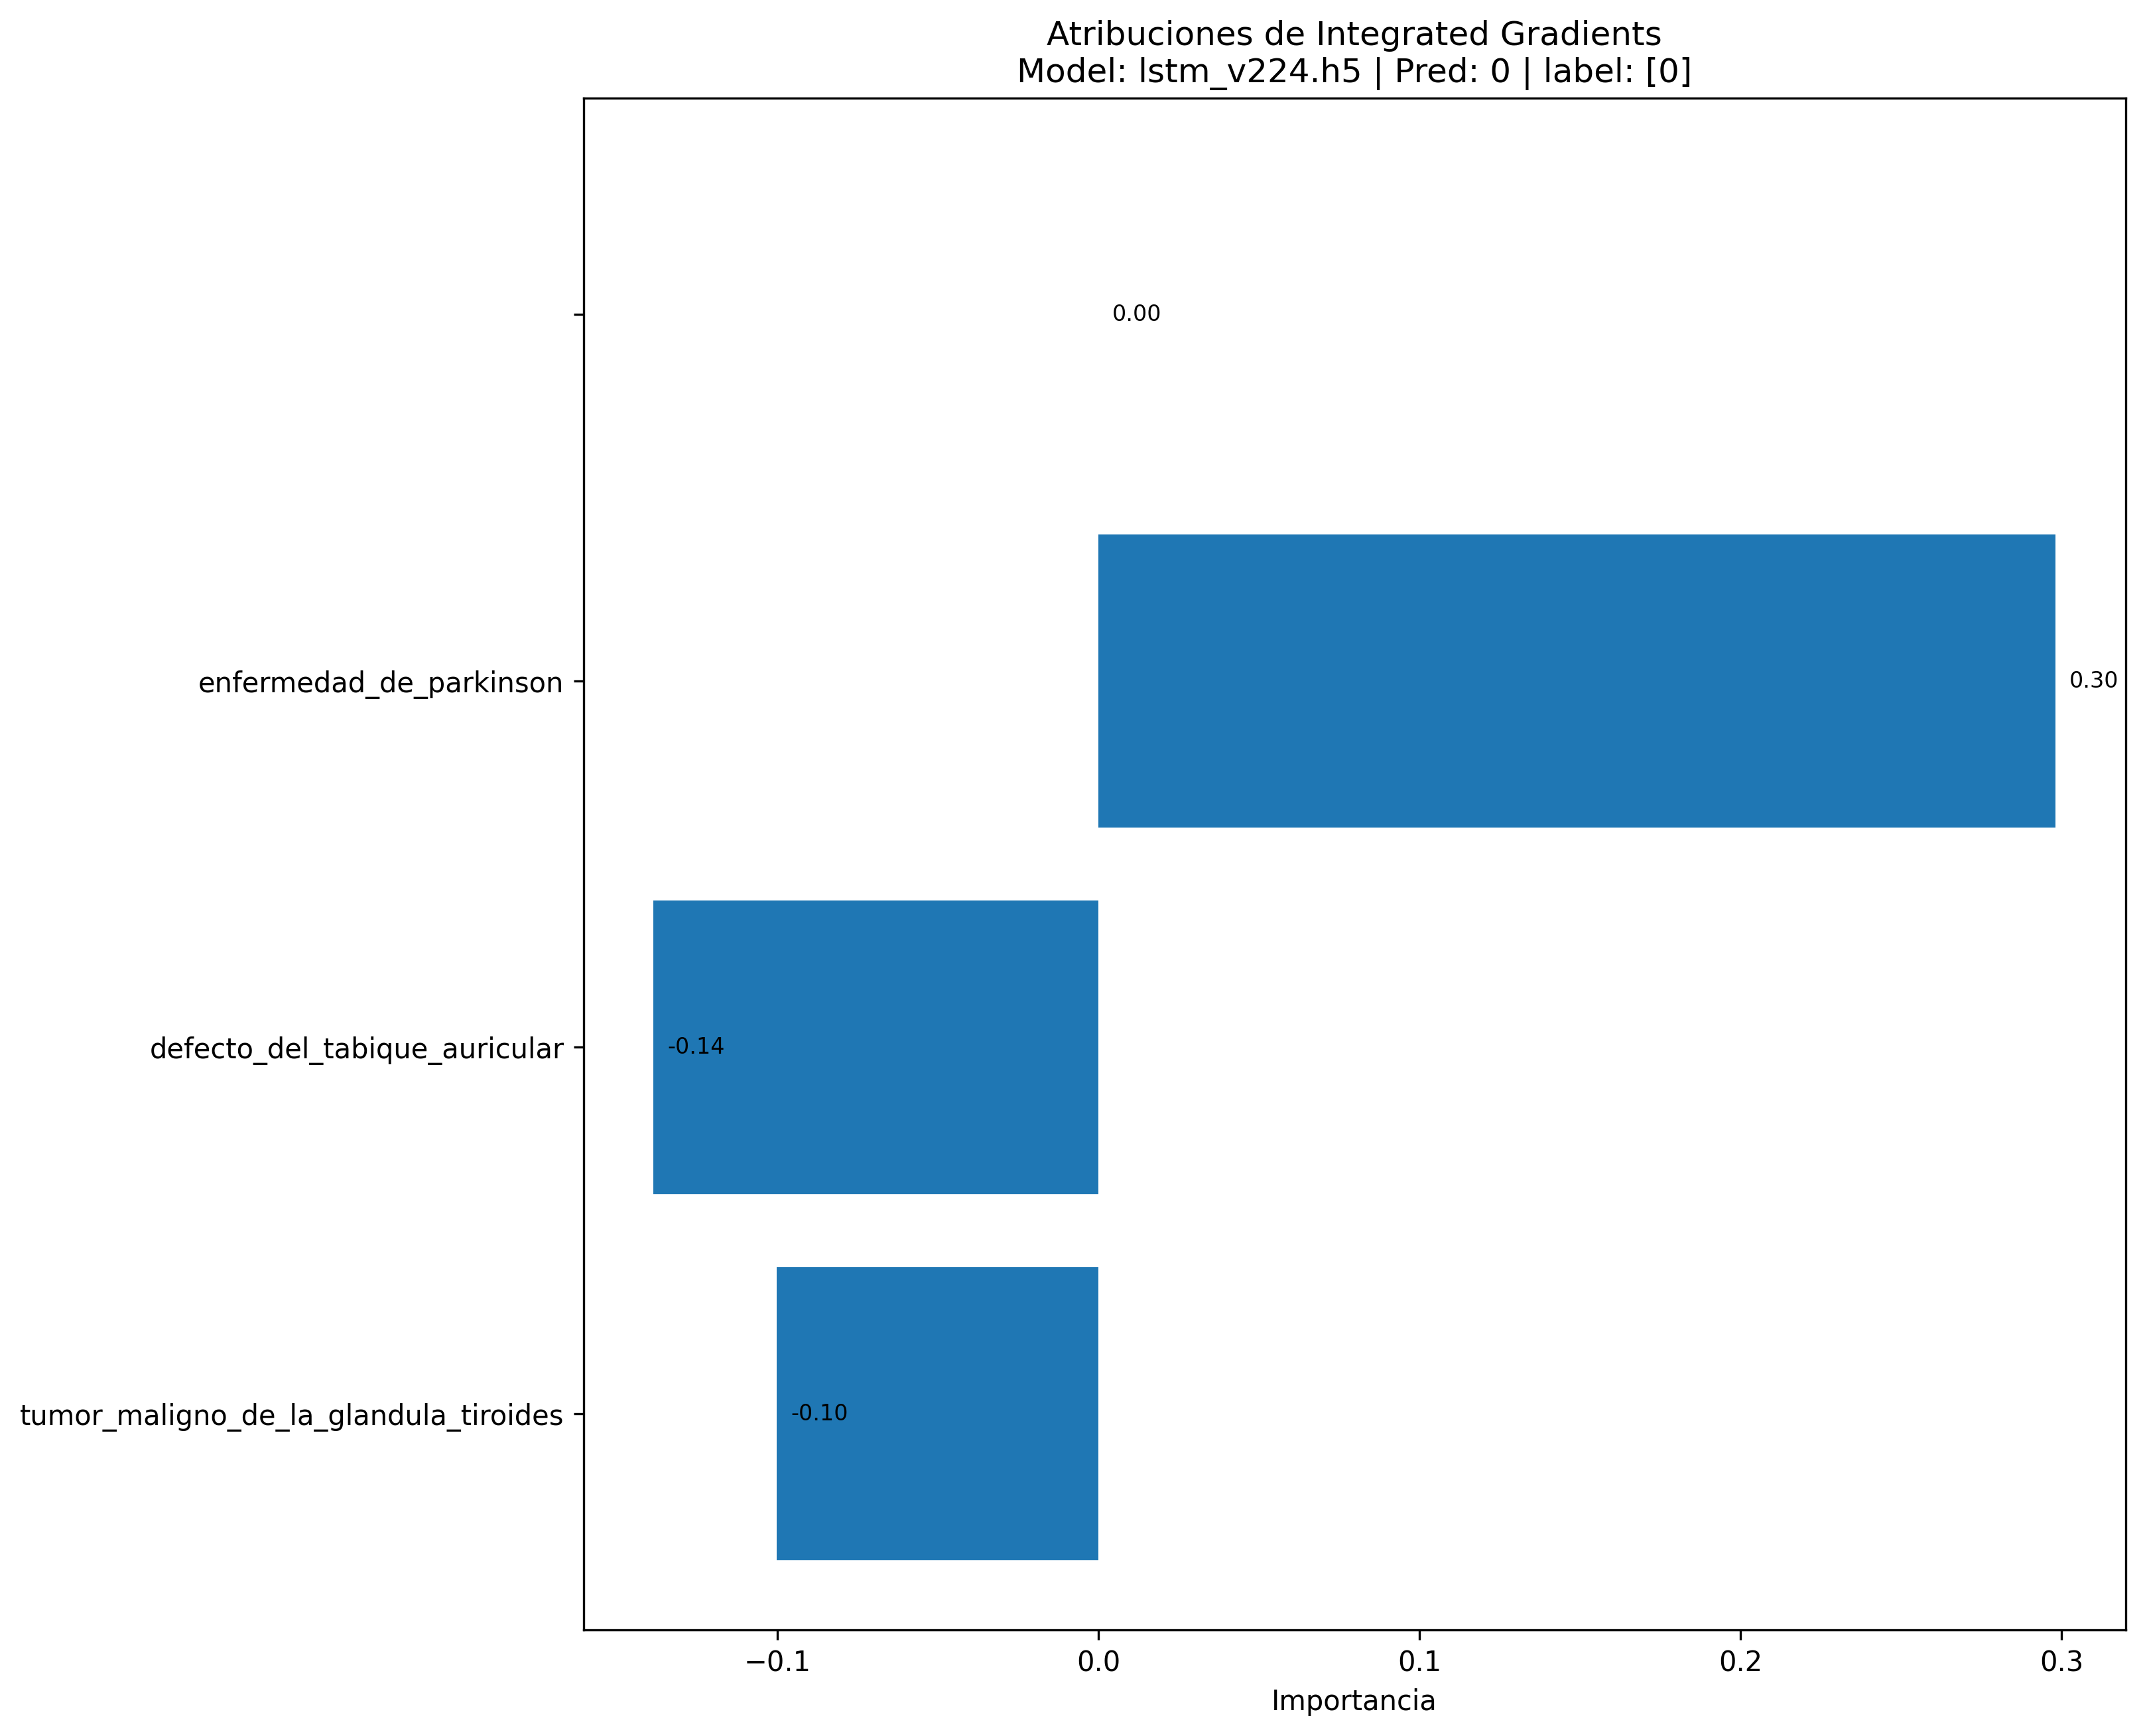 Atribuciones de Integrated Gradients
Model: lstm_v224.h5 | Pred: 0 | label: [0]
0.00
enfermedad_de_parkinson
0.30
defecto_del_tabique_auricular
-0.14
tumor_maligno_de_la_glandula_tiroides
-0.10
−0.1 0.0 0.1 0.2 0.3
Importancia